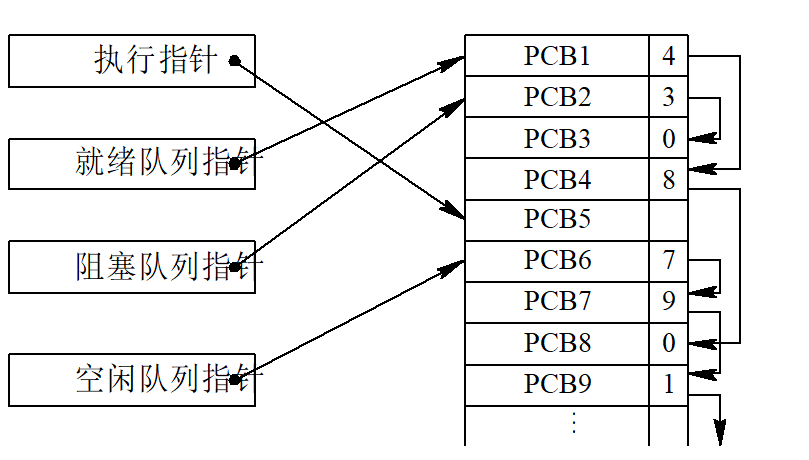 执行指针
就绪队列指针
阻塞队列指针
空闲队列指针
PCB1 4
PCB2 3
PCB3 0
PCB4 8
PCB5
PCB6 7
PCB7 9
PCB8 0
PCB9 1
⋮